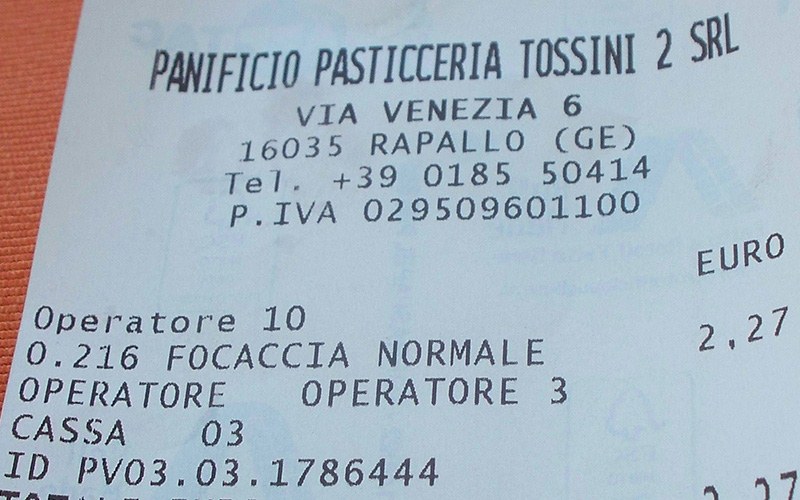 PANIFICIO PASTICCERIA TOSSINI 2 SRL
VIA VENEZIA 6
16035 RAPALLO (GE)
Tel. +39 0185 50414
P.IVA 029509601100
EURO
Operatore 10
0.216 FOCACCIA NORMALE 2,27
OPERATORE OPERATORE 3
CASSA 03
ID PV03.03.1786444